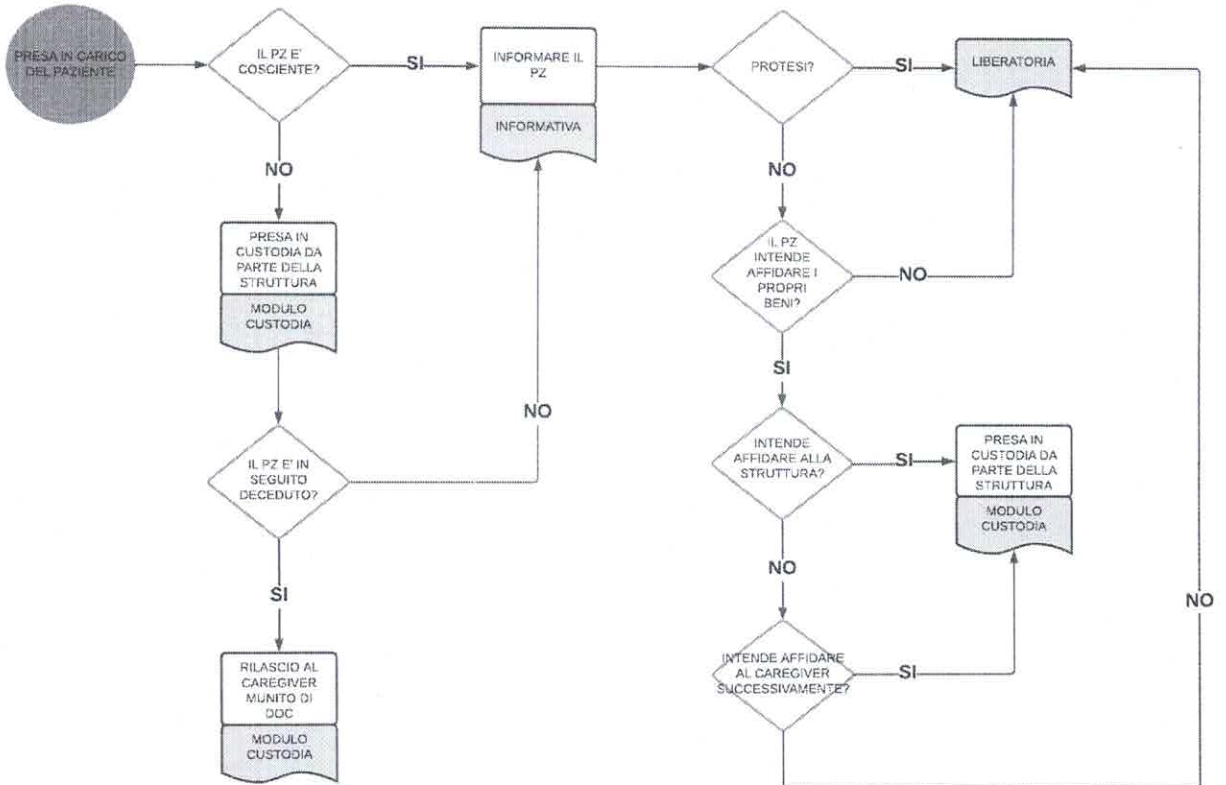 PRESA IN CARICO
DEL PAZIENTE
IL PZ E'
COSCIENTE?
SI
INFORMARE IL
PZ
INFORMATIVA
PROTESI?
SI
LIBERATORIA
NO
NO
PRESA IN
CUSTODIA DA
PARTE DELLA
STRUTTURA
MODULO
CUSTODIA
IL PZ
INTENDE
AFFIDARE I
PROPRI
BENI?
NO
SI
NO
IL PZ E' IN
SEGUITO
DECEDUTO?
INTENDE
AFFIDARE ALLA
STRUTTURA?
SI
PRESA IN
CUSTODIA DA
PARTE DELLA
STRUTTURA
MODULO
CUSTODIA
SI
NO
NO
RILASCIO AL
CAREGIVER
MUNITO DI
DOC
MODULO
CUSTODIA
INTENDE AFFIDARE
AL CAREGIVER
SUCCESSIVAMENTE?
SI